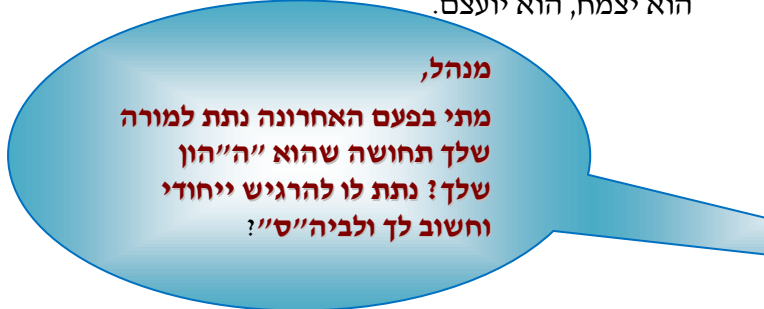 הוא יצמח, הוא יועצם.
מנהל,
מתי בפעם האחרונה נתת למורה
שלך תחושה שהוא "ה"הון
שלך? נתת לו להרגיש ייחודי
וחשוב לך ולביה"ס"?